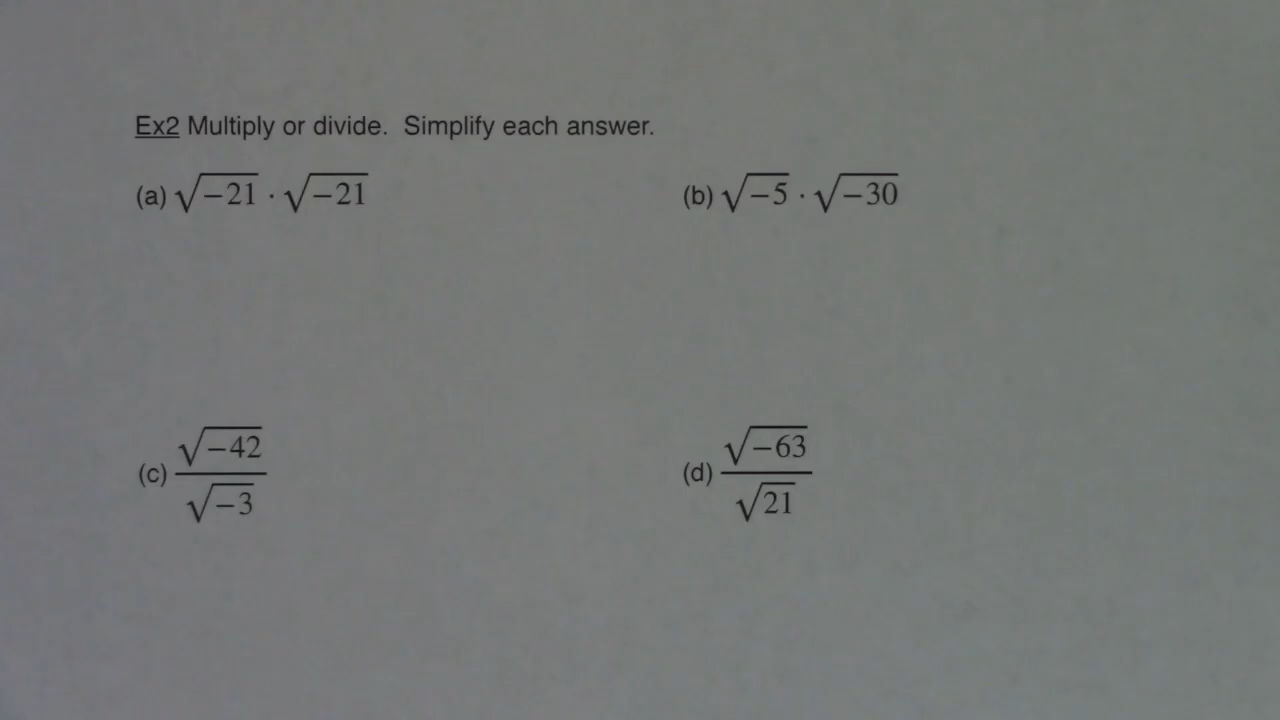 Ex2 Multiply or divide. Simplify each answer.
(a) √−21 · √−21
(b) √−5 · √−30
(c) √−42 / √−3
(d) √−63 / √21